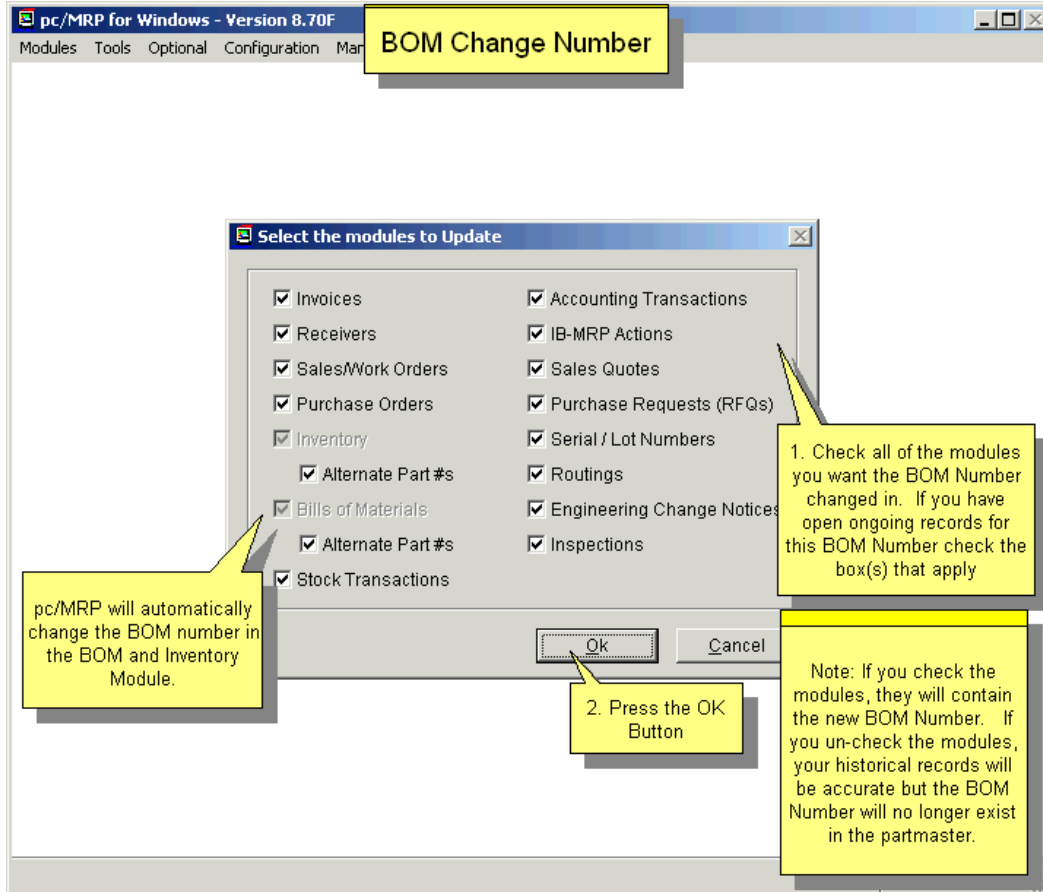 pc/MRP for Windows - Version 8.70F
BOM Change Number
Modules Tools Optional Configuration
Select the modules to Update
Invoices
Receivers
Sales/Work Orders
Purchase Orders
Inventory
Alternate Part #s
Bills of Materials
Alternate Part #s
Stock Transactions
Accounting Transactions
IB-MRP Actions
Sales Quotes
Purchase Requests (RFQs)
Serial / Lot Numbers
Routings
Engineering Change Notices
Inspections
1. Check all of the modules
you want the BOM Number
changed in. If you have
open ongoing records for
this BOM Number check the
box(s) that apply
pc/MRP will automatically
change the BOM number in
the BOM and Inventory
Module.
Ok
Cancel
2. Press the OK
Button
Note: If you check the
modules, they will contain
the new BOM Number. If
you un-check the modules,
your historical records will
be accurate but the BOM
Number will no longer exist
in the partmaster.